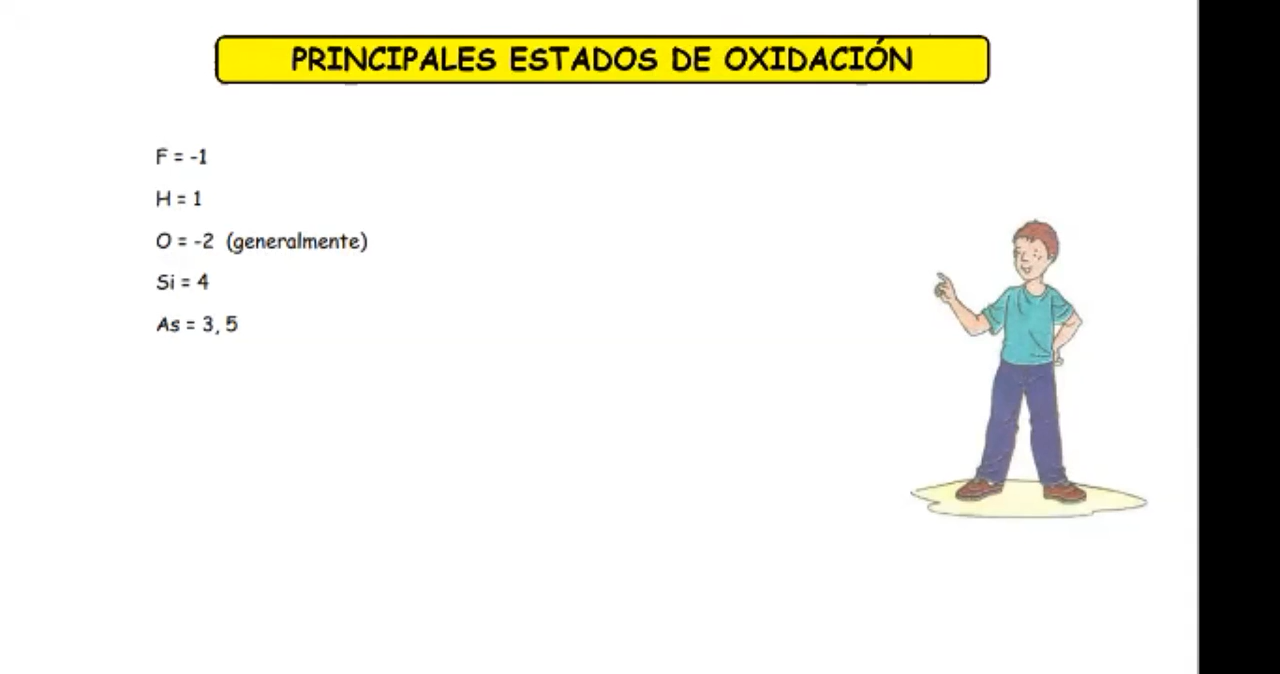 PRINCIPALES ESTADOS DE OXIDACIÓN
F = -1
H = 1
O = -2 (generalmente)
Si = 4
As = 3, 5